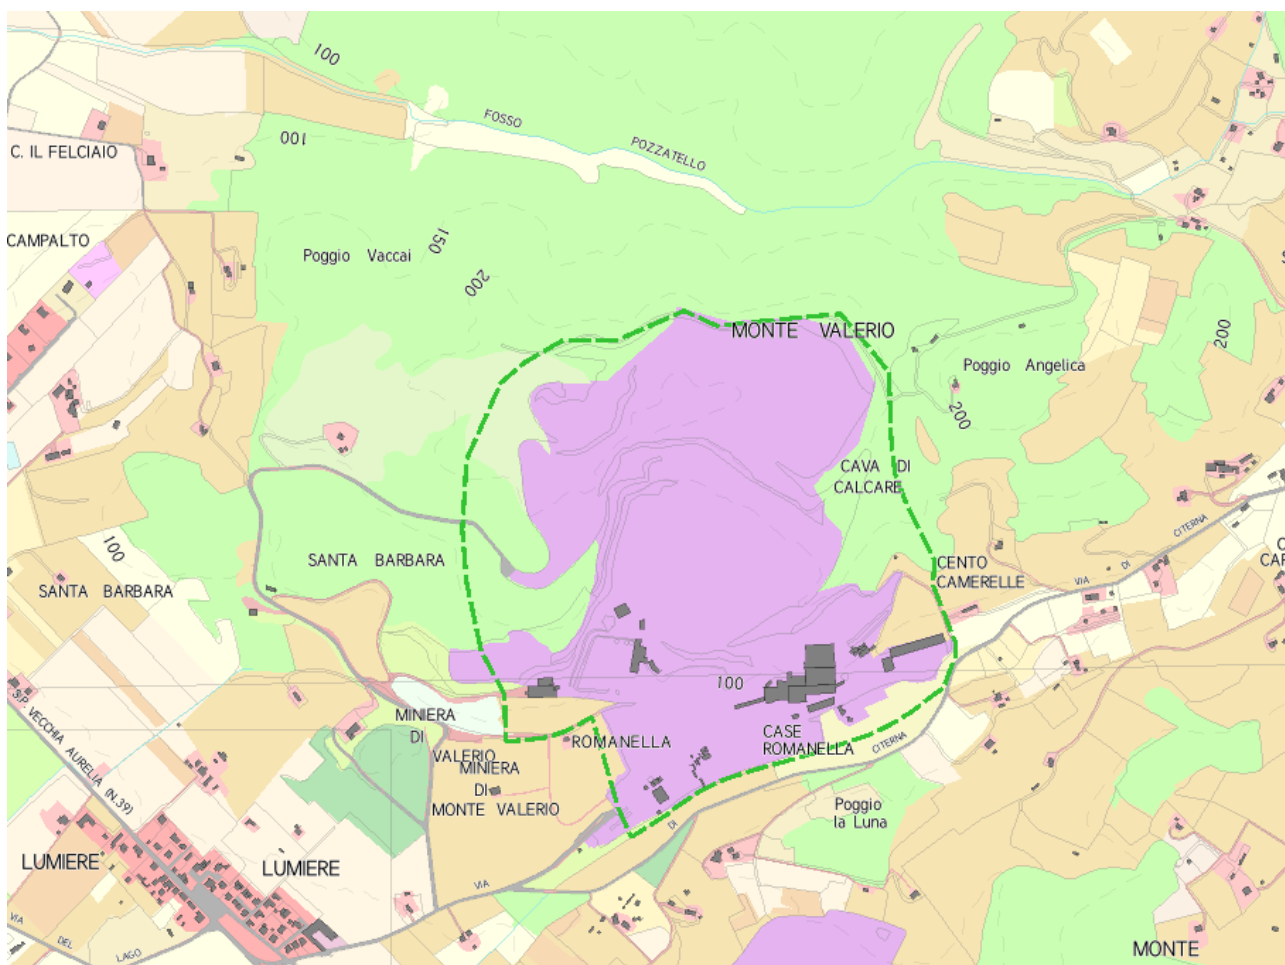 100
FOSSO
100
POZZATELLO
C. IL FELCIAIO
CAMPALTO
150
Poggio Vaccai
200
MONTE VALERIO
200
Poggio Angelica
200
CAVA DI
CALCARE
CITERNA
100
SANTA BARBARA
CENTO
CAMERELLE
VIA
DI
SANTA BARBARA
100
S.P. VECCHIA AURELIA (N.39)
MINIERA
DI
VALERIO
ROMANELLA
CASE
ROMANELLA
CITERNA
MINIERA
DI
MONTE VALERIO
Poggio
la Luna
DI
LUMIERE
LUMIERE
VIA
VIA
DEL
LAGO
MONTE